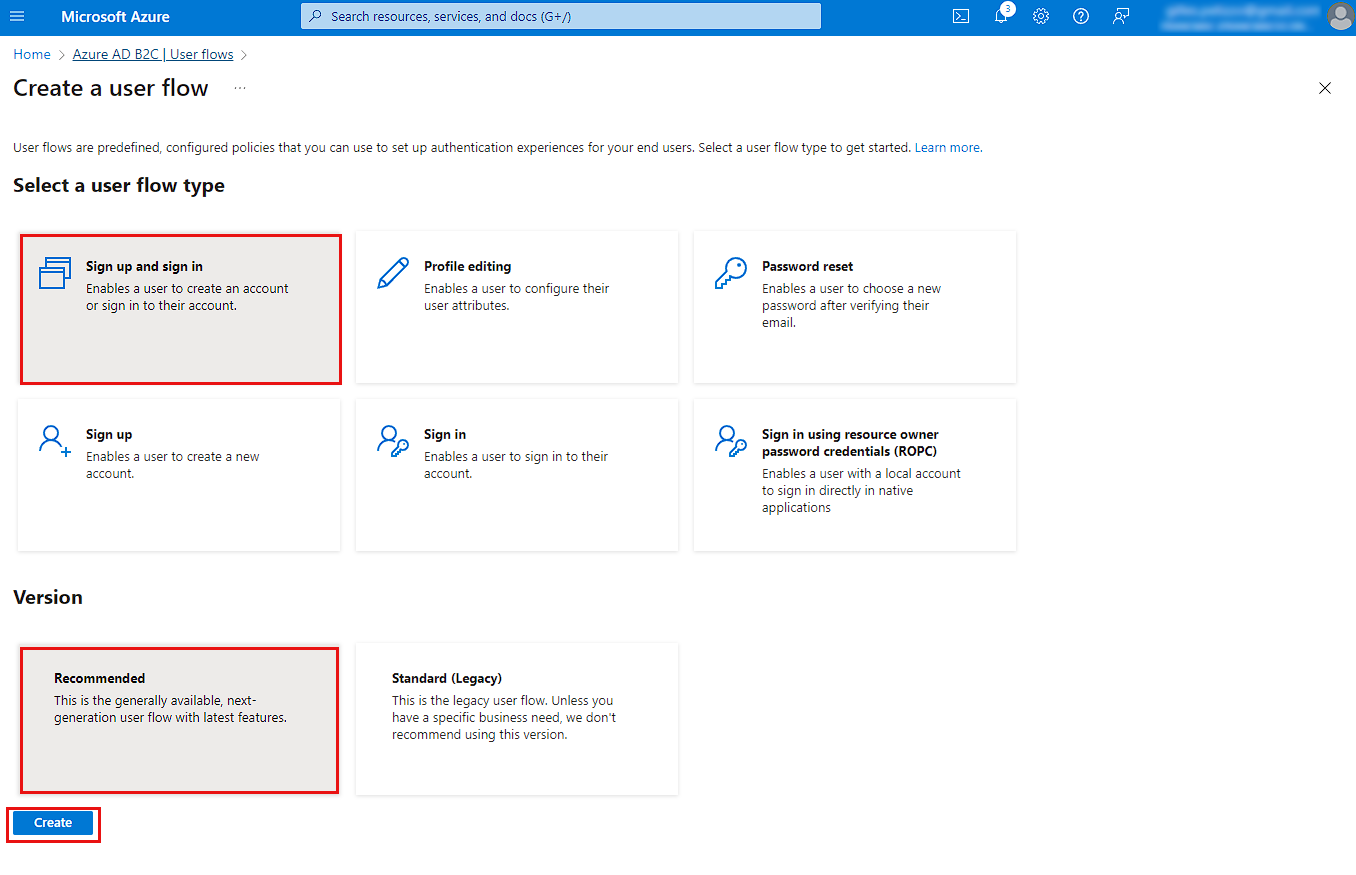 Microsoft Azure
Search resources, services, and docs (G+/)
3
Home > Azure AD B2C | User flows >
Create a user flow ...
User flows are predefined, configured policies that you can use to set up authentication experiences for your end users. Select a user flow type to get started. Learn more.
Select a user flow type
Sign up and sign in
Enables a user to create an account
or sign in to their account.
Profile editing
Enables a user to configure their
user attributes.
Password reset
Enables a user to choose a new
password after verifying their
email.
Sign up
Enables a user to create a new
account.
Sign in
Enables a user to sign in to their
account.
Sign in using resource owner
password credentials (ROPC)
Enables a user with a local account
to sign in directly in native
applications
Version
Recommended
This is the generally available, next-
generation user flow with latest features.
Standard (Legacy)
This is the legacy user flow. Unless you
have a specific business need, we don't
recommend using this version.
Create